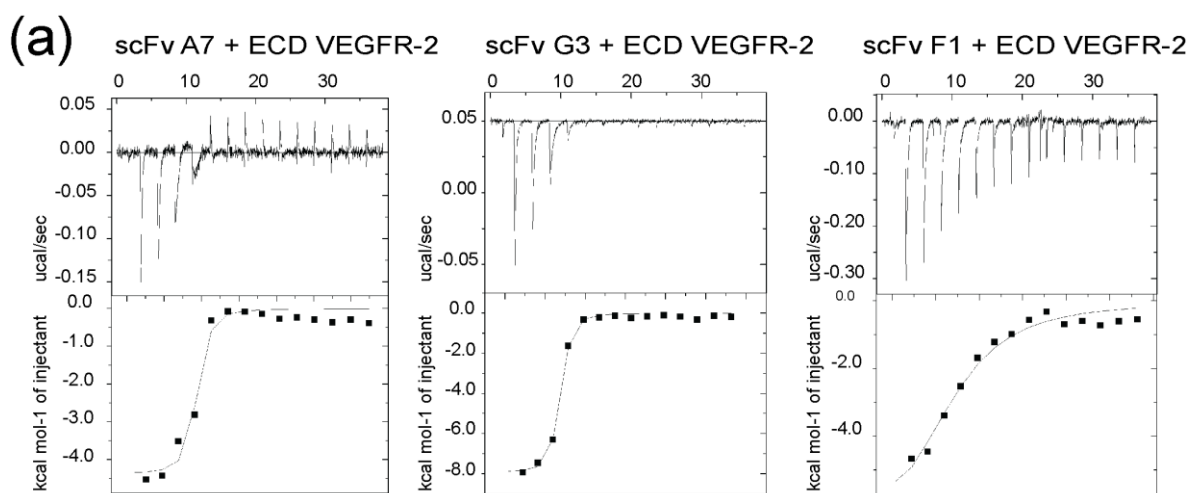 (a)
scFv A7 + ECD VEGFR-2
scFv G3 + ECD VEGFR-2
scFv F1 + ECD VEGFR-2
0 10 20 30
0 10 20 30
0 10 20 30
0.05
0.00
-0.05
-0.10
-0.15
ucal/sec
0.05
0.00
-0.05
ucal/sec
0.00
-0.10
-0.20
-0.30
ucal/sec
0.0
-1.0
-2.0
-3.0
-4.0
kcal mol-1 of injectant
0.0
-2.0
-4.0
-6.0
-8.0
kcal mol-1 of injectant
0.0
-2.0
-4.0
kcal mol-1 of injectant